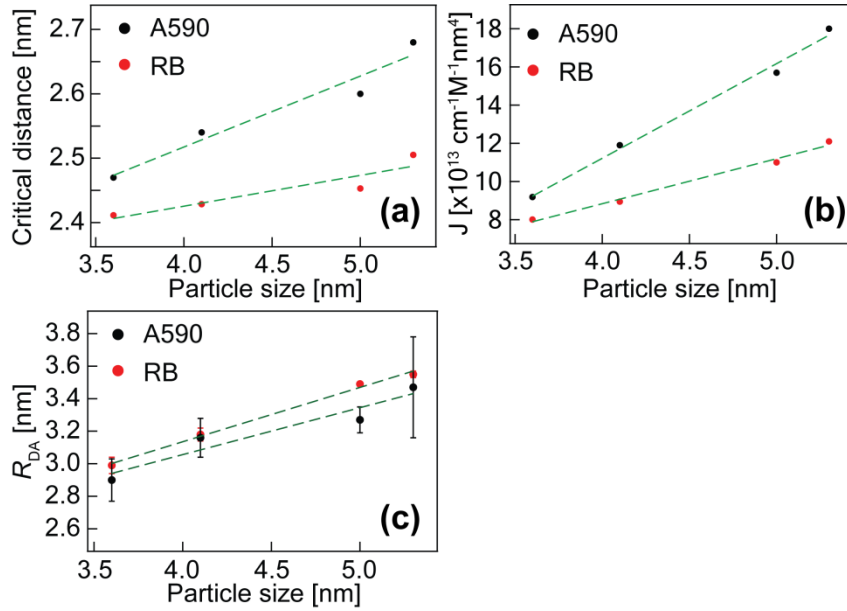 Critical distance [nm]
2.7
2.6
2.5
2.4
A590
RB
(a)
3.5 4.0 4.5 5.0
Particle size [nm]
J [x10¹³ cm⁻¹M⁻¹nm⁴]
18
16
14
12
10
8
A590
RB
(b)
3.5 4.0 4.5 5.0
Particle size [nm]
R_DA [nm]
3.8
3.6
3.4
3.2
3.0
2.8
2.6
A590
RB
(c)
3.5 4.0 4.5 5.0
Particle size [nm]